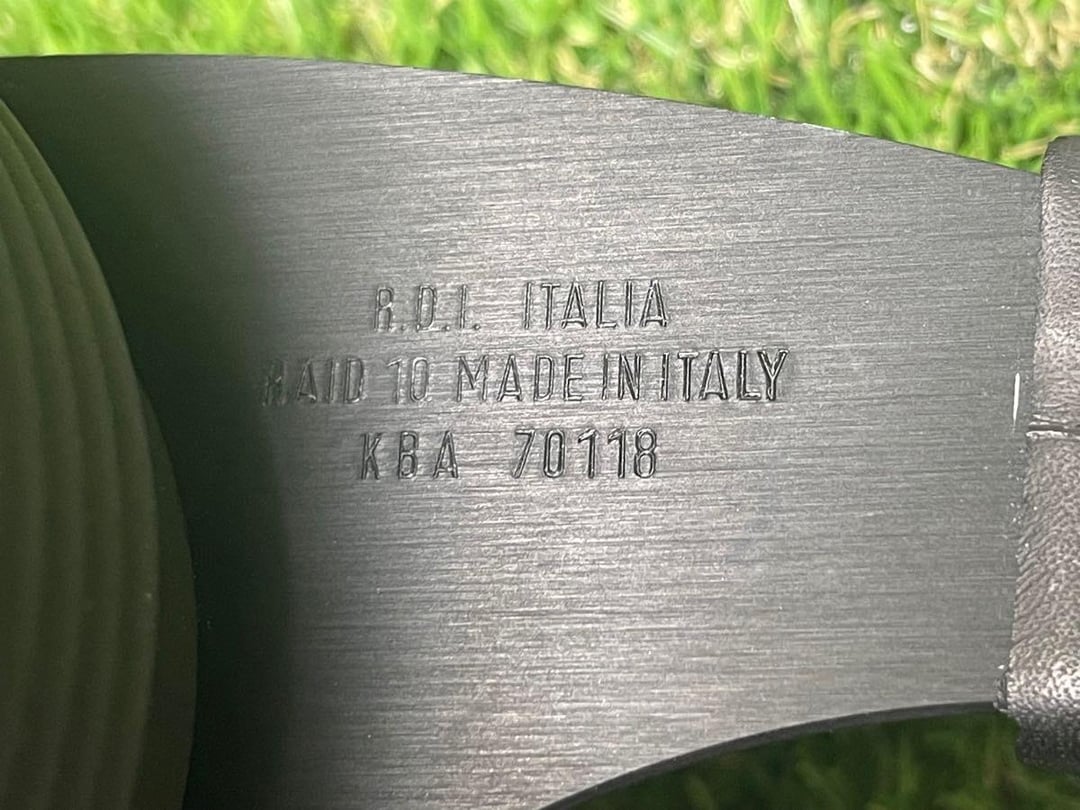 R.D.I. ITALIA
RAID 10 MADE IN ITALY
KBA 70118